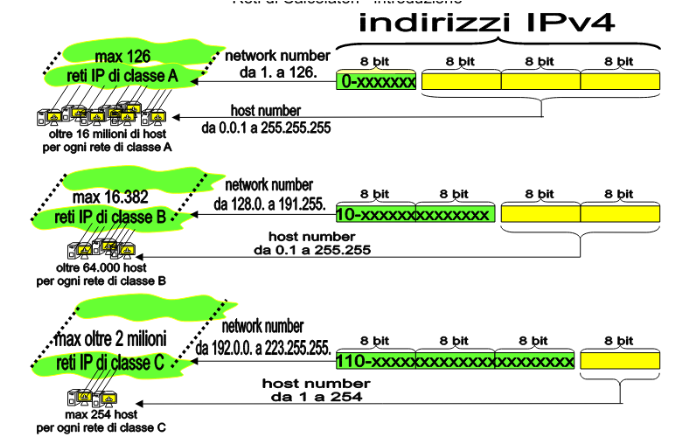 Reti di Calcolatori - Introduzione
indirizzi IPv4
max 126
reti IP di classe A
network number
da 1. a 126.
8 bit 8 bit 8 bit 8 bit
0-xxxxxxx
host number
da 0.0.1 a 255.255.255
oltre 16 milioni di host
per ogni rete di classe A
max 16.382
reti IP di classe B
network number
da 128.0. a 191.255.
8 bit 8 bit 8 bit 8 bit
10-xxxxxxxxxxxxxx
host number
da 0.1 a 255.255
oltre 64.000 host
per ogni rete di classe B
max oltre 2 milioni
reti IP di classe C
network number
da 192.0.0. a 223.255.255.
8 bit 8 bit 8 bit 8 bit
110-xxxxxxxxxxxxxxxxxxxxx
host number
da 1 a 254
max 254 host
per ogni rete di classe C